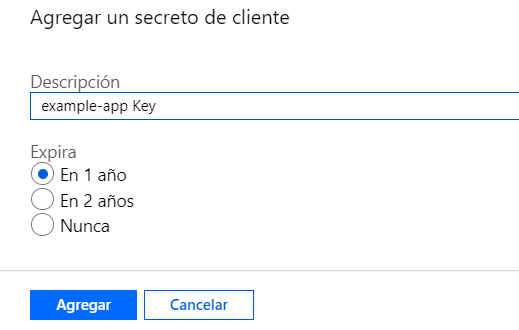 Agregar un secreto de cliente
Descripción
example-app Key
Expira
En 1 año
En 2 años
Nunca
Agregar Cancelar